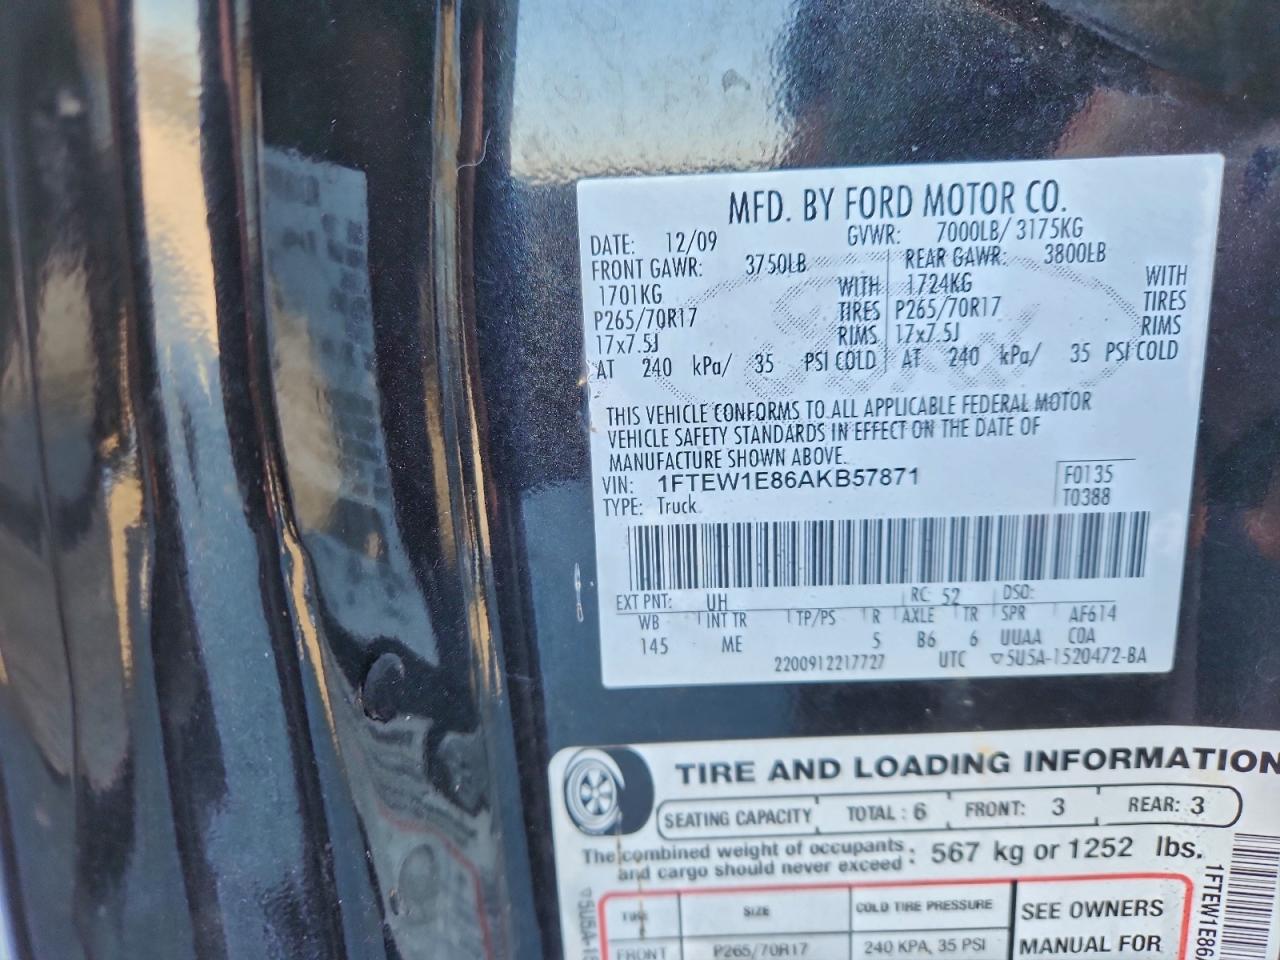 MFD. BY FORD MOTOR CO.
DATE: 12/09 GVWR: 7000LB/ 3175KG
FRONT GAWR: 3750LB REAR GAWR: 3800LB
1701KG WITH 1724KG WITH
P265/70R17 TIRES P265/70R17 TIRES
17x7.5J RIMS 17x7.5J RIMS
AT 240 kPa/ 35 PSI COLD AT 240 kPa/ 35 PSI COLD
THIS VEHICLE CONFORMS TO ALL APPLICABLE FEDERAL MOTOR
VEHICLE SAFETY STANDARDS IN EFFECT ON THE DATE OF
MANUFACTURE SHOWN ABOVE.
VIN: 1FTEW1E86AKB57871 F0135
TYPE: Truck T0388
EXT PNT: UH RC: 52 DSO:
WB INT TR TP/PS R AXLE TR SPR AF614
145 ME 5 B6 6 UUAA COA
2200912217727 UTC ▽5U5A-1520472-BA
TIRE AND LOADING INFORMATION
SEATING CAPACITY TOTAL : 6 FRONT: 3 REAR: 3
The combined weight of occupants and cargo should never exceed : 567 kg or 1252 lbs.
TIRE SIZE COLD TIRE PRESSURE SEE OWNERS
FRONT P265/70R17 240 KPA, 35 PSI MANUAL FOR